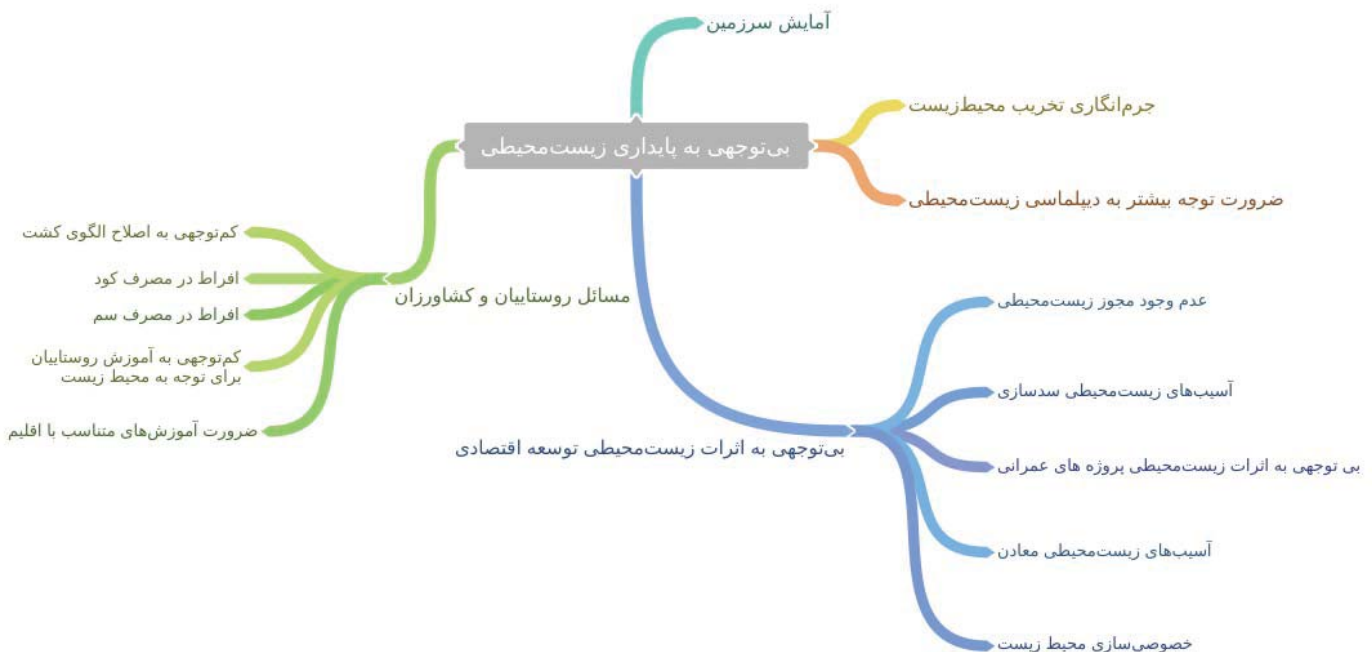 آمایش سرزمین
جرم‌انگاری تخریب محیط‌زیست
بی‌توجهی به پایداری زیست‌محیطی
ضرورت توجه بیشتر به دیپلماسی زیست‌محیطی
مسائل روستاییان و کشاورزان
کم‌توجهی به اصلاح الگوی کشت
افراط در مصرف کود
افراط در مصرف سم
کم‌توجهی به آموزش روستاییان
برای توجه به محیط زیست
ضرورت آموزش‌های متناسب با اقلیم
بی‌توجهی به اثرات زیست‌محیطی توسعه اقتصادی
عدم وجود مجوز زیست‌محیطی
آسیب‌های زیست‌محیطی سدسازی
بی توجهی به اثرات زیست‌محیطی پروژه های عمرانی
آسیب‌های زیست‌محیطی معادن
خصوصی‌سازی محیط زیست